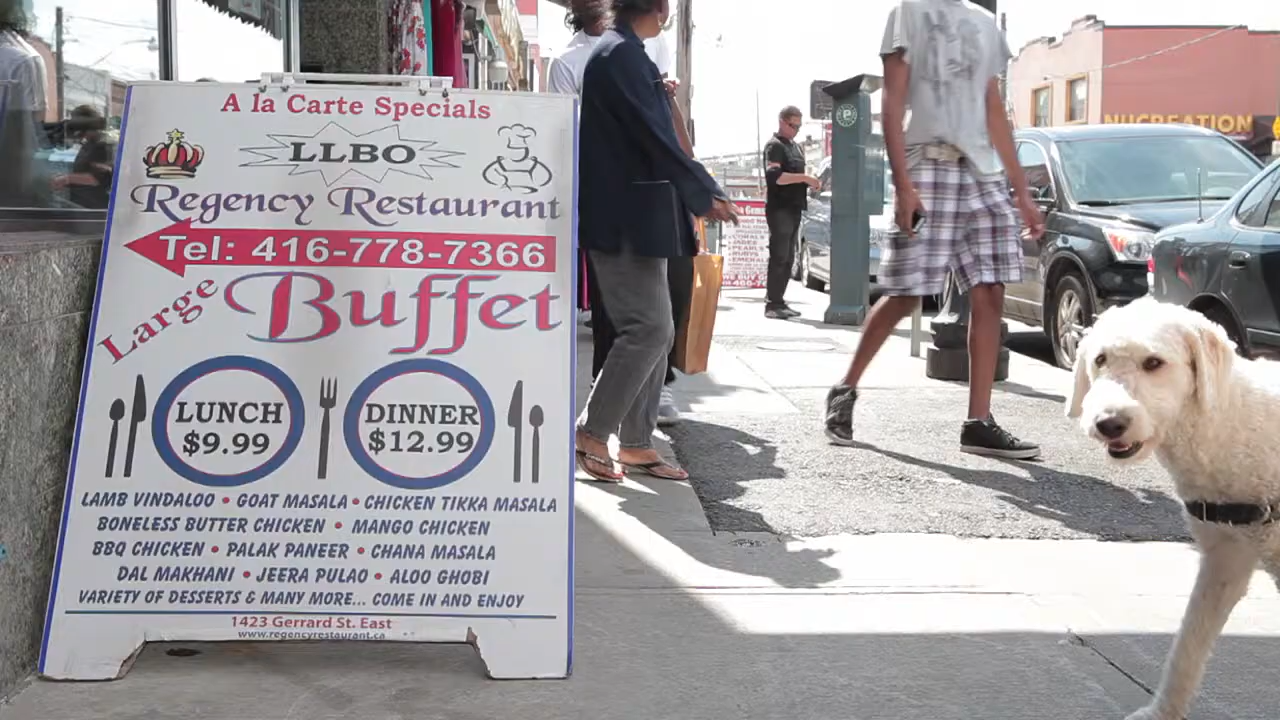 A la Carte Specials
LLBO
Regency Restaurant
Tel: 416-778-7366
Large Buffet
LUNCH
$9.99
DINNER
$12.99
LAMB VINDALOO • GOAT MASALA • CHICKEN TIKKA MASALA
BONELESS BUTTER CHICKEN • MANGO CHICKEN
BBQ CHICKEN • PALAK PANEER • CHANA MASALA
DAL MAKHANI • JEERA PULAO • ALOO GHOBI
VARIETY OF DESSERTS & MANY MORE... COME IN AND ENJOY
1423 Gerrard St. East
www.regencyrestaurant.ca
P
NUCREATION